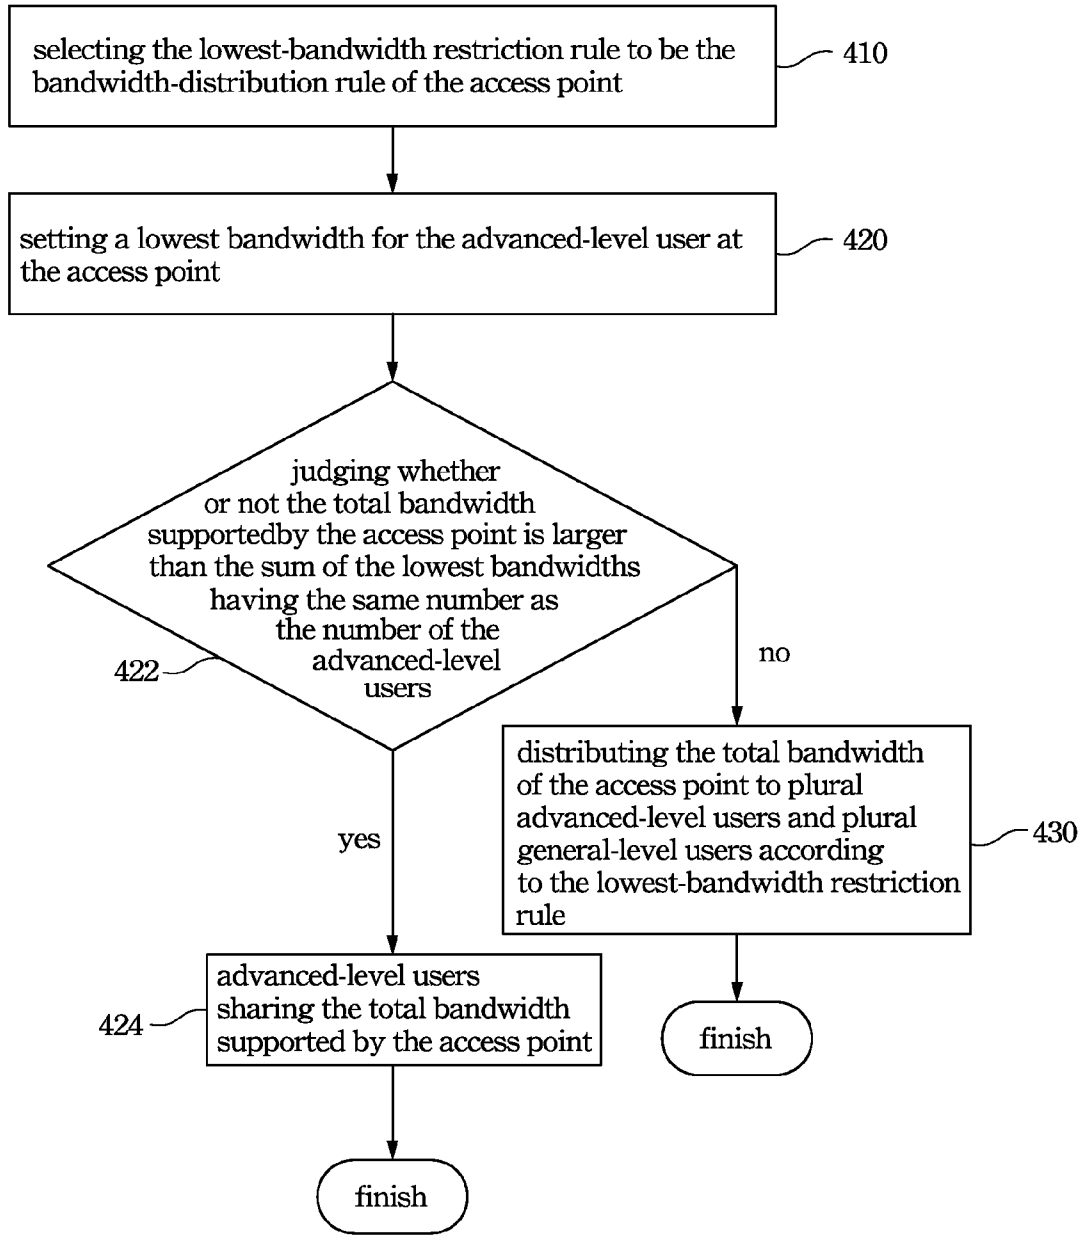 selecting the lowest-bandwidth restriction rule to be the
bandwidth-distribution rule of the access point
410
setting a lowest bandwidth for the advanced-level user at
the access point
420
judging whether
or not the total bandwidth
supportedby the access point is larger
than the sum of the lowest bandwidths
having the same number as
the number of the
advanced-level
users
422
no
distributing the total bandwidth
of the access point to plural
advanced-level users and plural
general-level users according
to the lowest-bandwidth restriction
rule
430
yes
advanced-level users
sharing the total bandwidth
supported by the access point
424
finish
finish